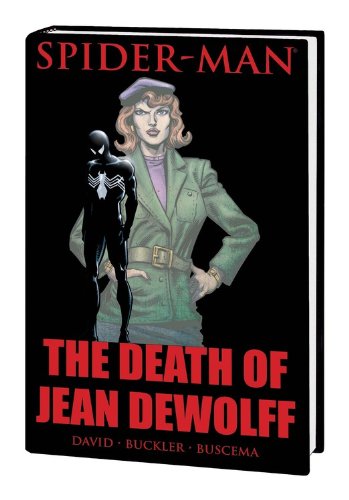 SPIDER-MAN®
THE DEATH OF
JEAN DEWOLFF
DAVID · BUCKLER · BUSCEMA